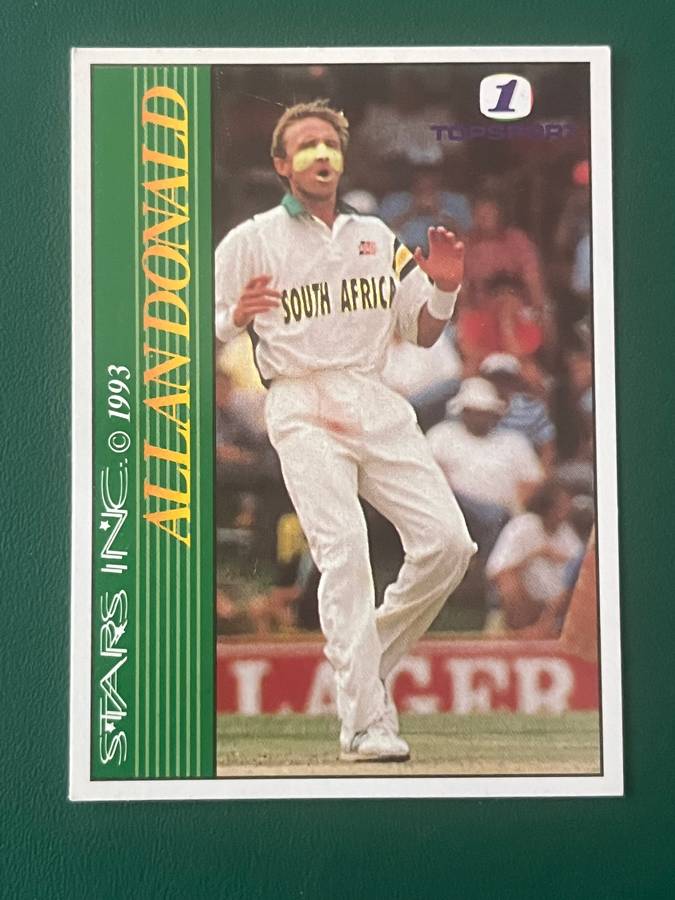 STARS INC. © 1993
ALLAN DONALD
1
TOPSPORT
SOUTH AFRICA
LAGER